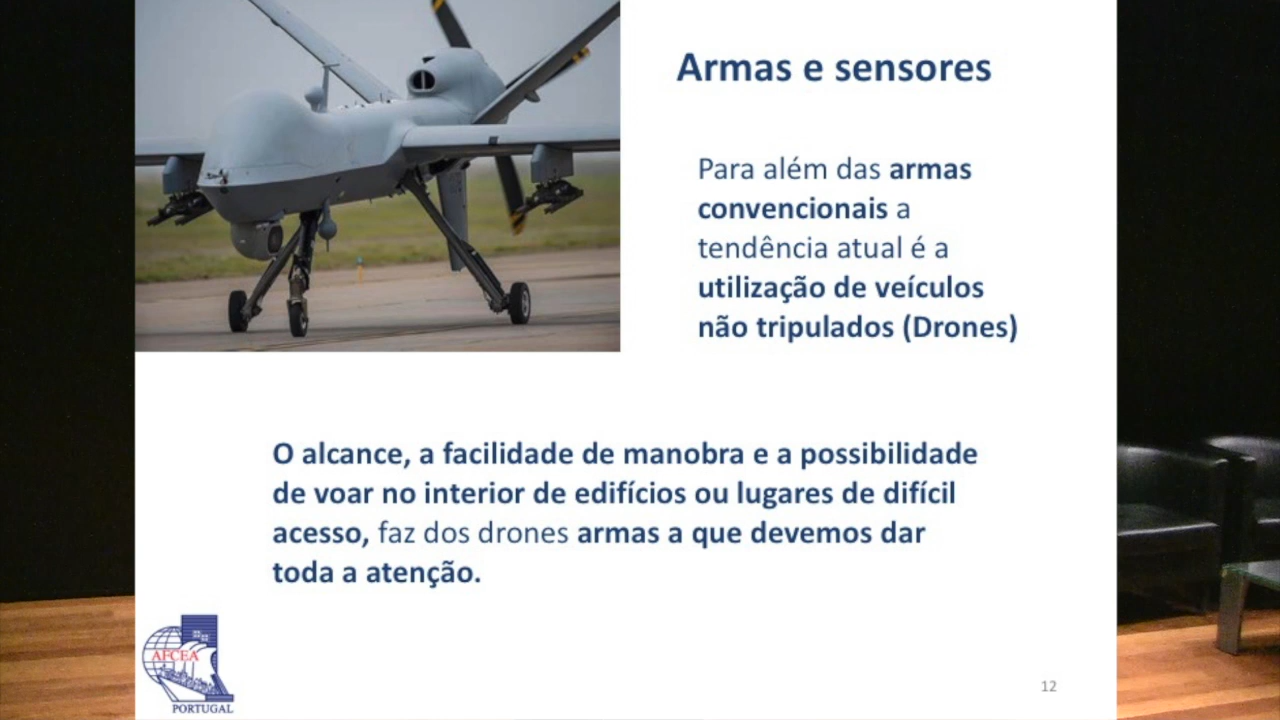 Armas e sensores
Para além das armas
convencionais a
tendência atual é a
utilização de veículos
não tripulados (Drones)
O alcance, a facilidade de manobra e a possibilidade
de voar no interior de edifícios ou lugares de difícil
acesso, faz dos drones armas a que devemos dar
toda a atenção.
AFCEA
PORTUGAL
12